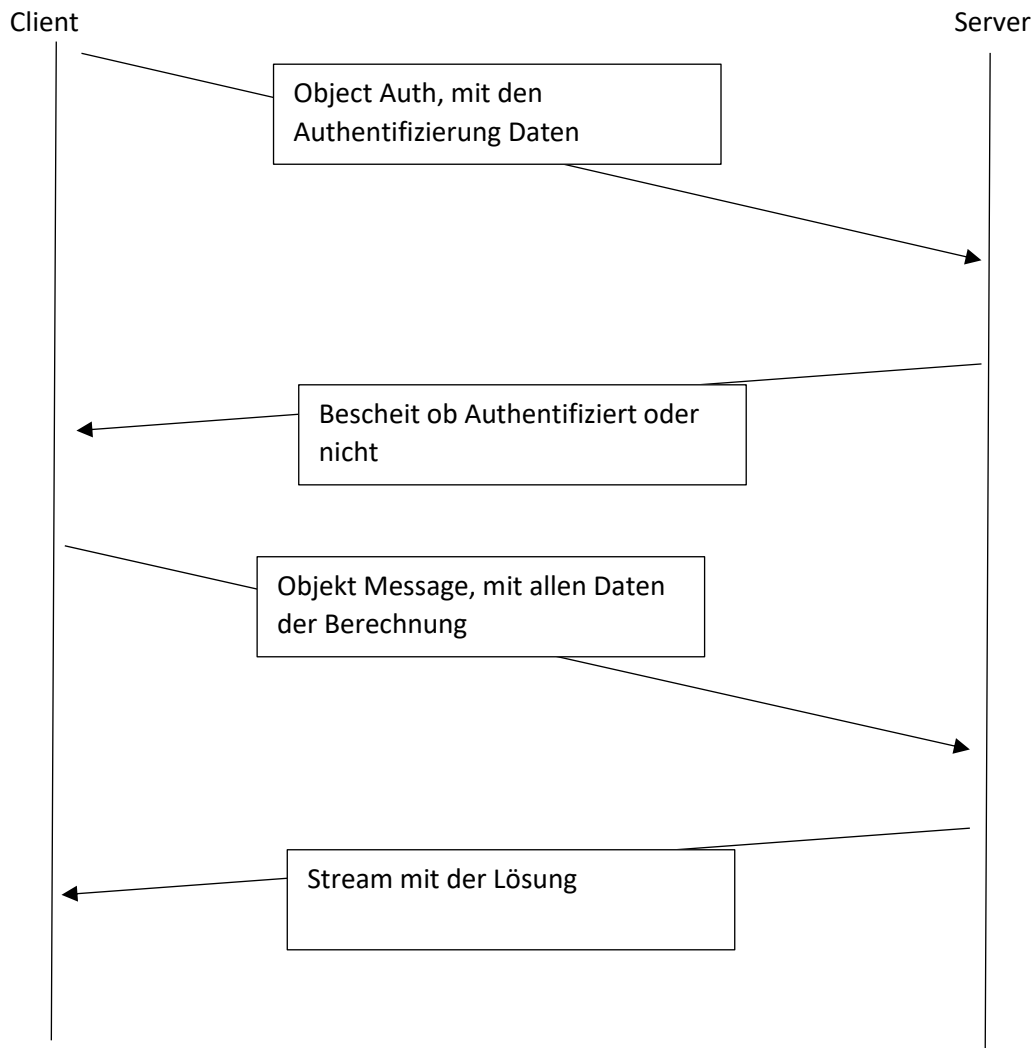 Client
Server
Object Auth, mit den
Authentifizierung Daten
Bescheit ob Authentifiziert oder
nicht
Objekt Message, mit allen Daten
der Berechnung
Stream mit der Lösung